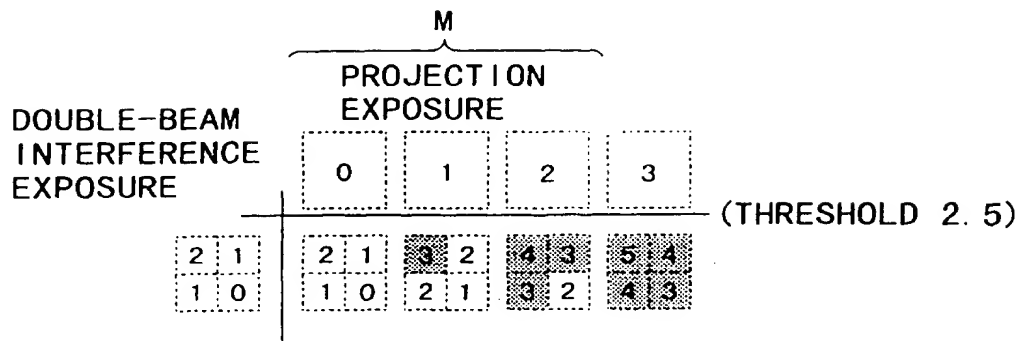 M
PROJECTION
EXPOSURE
DOUBLE-BEAM
INTERFERENCE
EXPOSURE
0 1 2 3
(THRESHOLD 2.5)
2 1 2 1 3 2 4 3 5 4
1 0 1 0 2 1 3 2 4 3